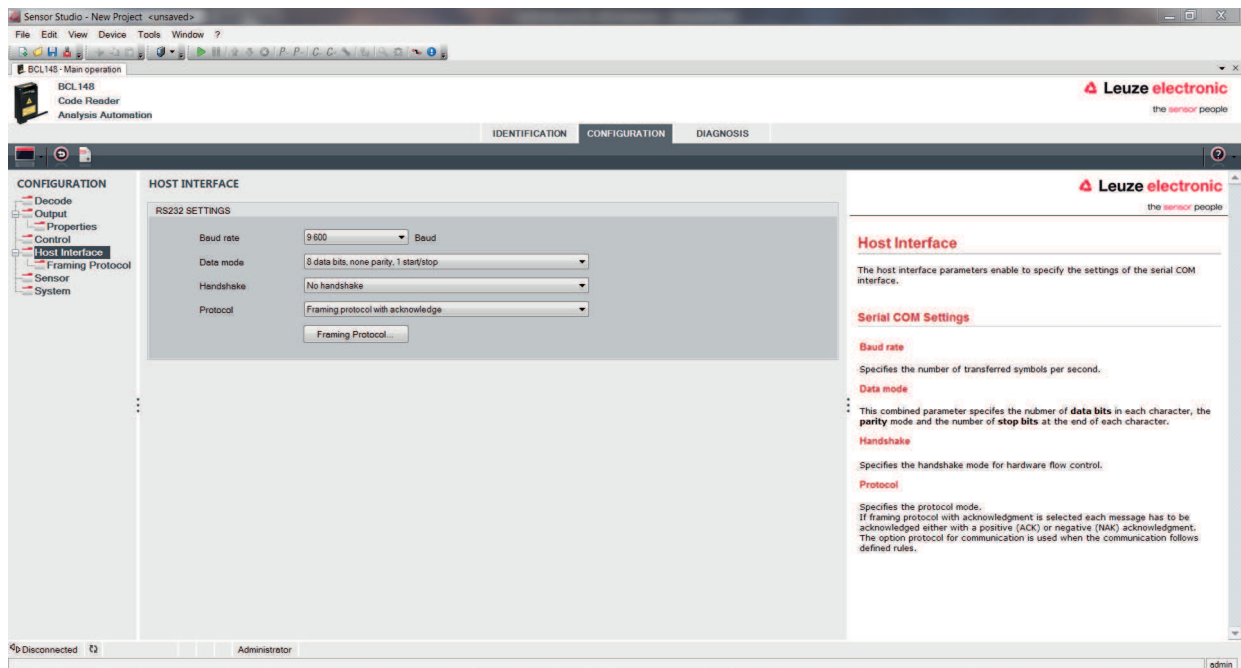 Sensor Studio - New Project <unsaved>
File Edit View Device Tools Window ?
BCL148 - Main operation
BCL148
Code Reader
Analysis Automation
Leuze electronic
the sensor people
IDENTIFICATION CONFIGURATION DIAGNOSIS
CONFIGURATION
Decode
Output
Properties
Control
Host Interface
Framing Protocol
Sensor
System
HOST INTERFACE
RS232 SETTINGS
Baud rate 9 600 Baud
Data mode 8 data bits, none parity, 1 start/stop
Handshake No handshake
Protocol Framing protocol with acknowledge
Framing Protocol...
Leuze electronic
the sensor people
Host Interface
The host interface parameters enable to specify the settings of the serial COM
interface.
Serial COM Settings
Baud rate
Specifies the number of transferred symbols per second.
Data mode
This combined parameter specifes the nubmer of data bits in each character, the
parity mode and the number of stop bits at the end of each character.
Handshake
Specifies the handshake mode for hardware flow control.
Protocol
Specifies the protocol mode.
If framing protocol with acknowledgment is selected each message has to be
acknowledged either with a positive (ACK) or negative (NAK) acknowledgment.
The option protocol for communication is used when the communication follows
defined rules.
Disconnected Administrator
admin